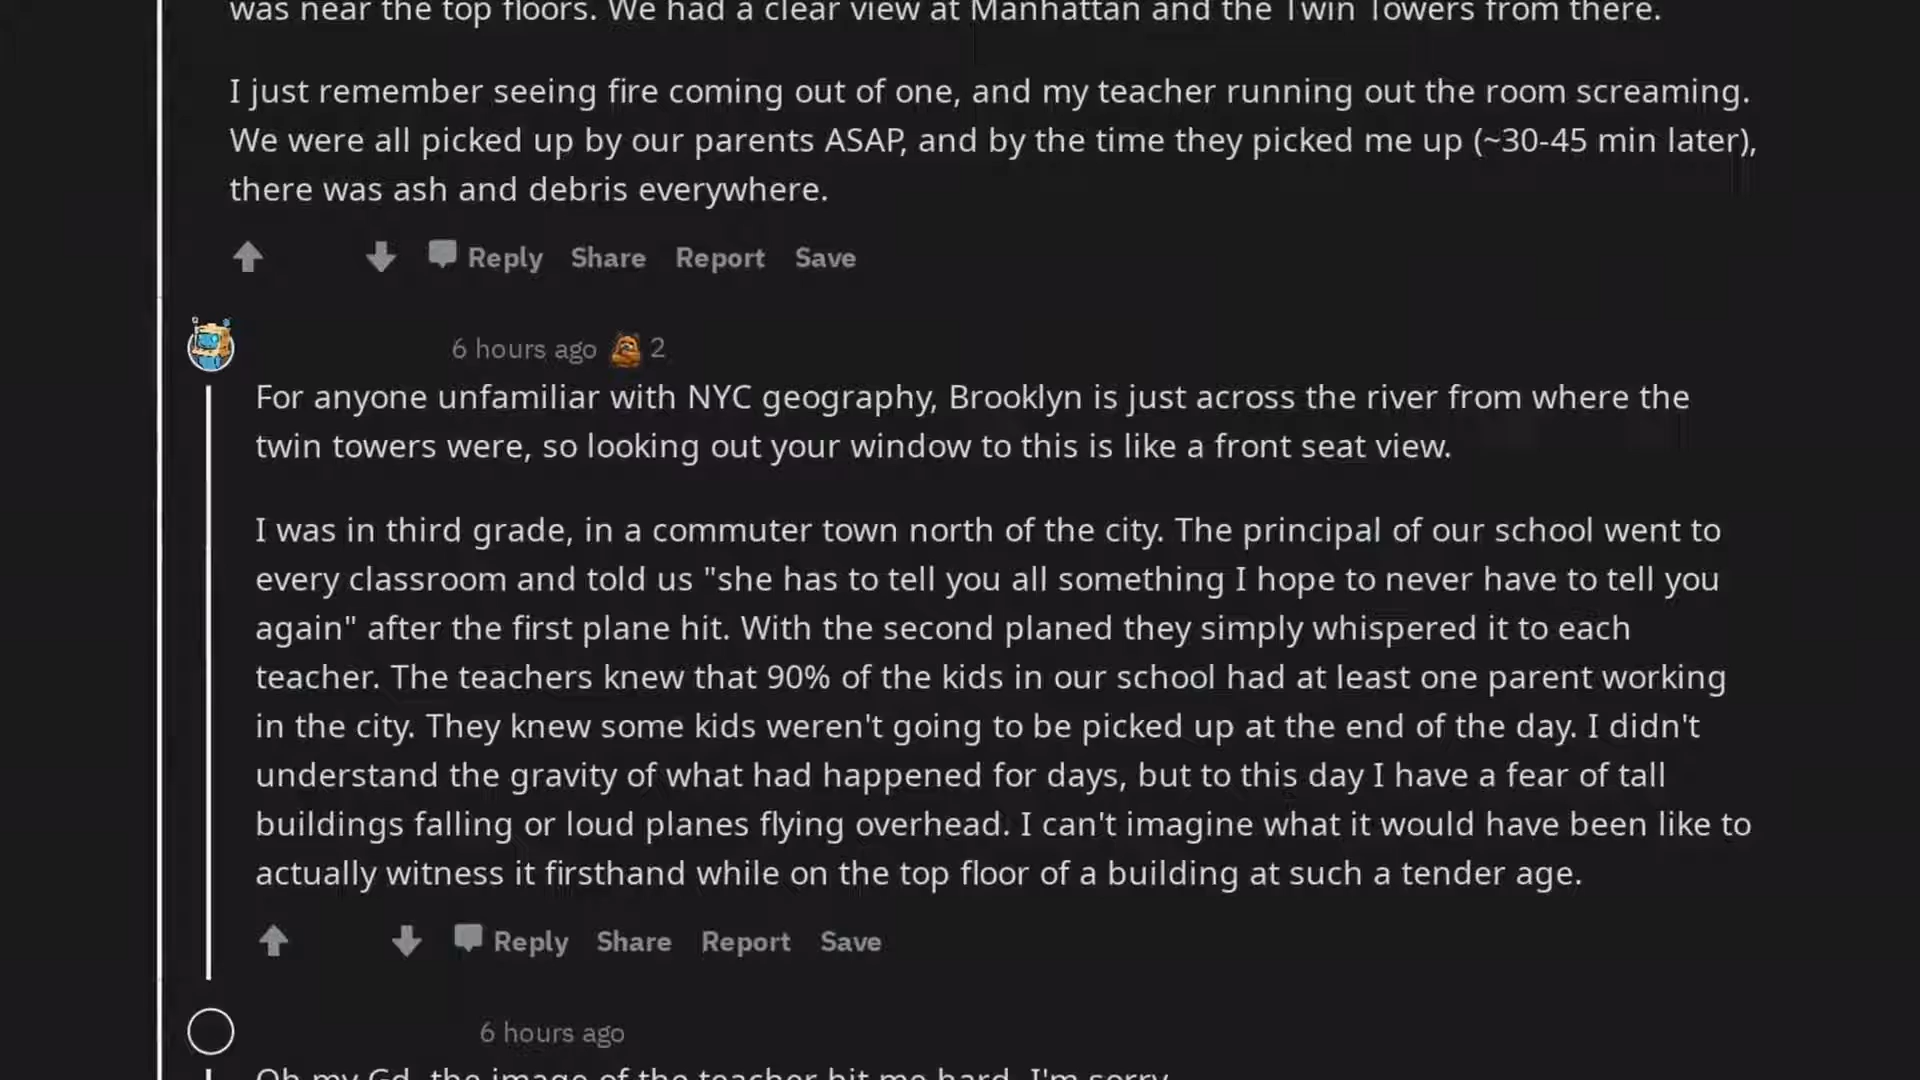 was near the top floors. We had a clear view at Manhattan and the Twin Towers from there.
I just remember seeing fire coming out of one, and my teacher running out the room screaming.
We were all picked up by our parents ASAP, and by the time they picked me up (~30-45 min later),
there was ash and debris everywhere.
Reply Share Report Save
6 hours ago 2
For anyone unfamiliar with NYC geography, Brooklyn is just across the river from where the
twin towers were, so looking out your window to this is like a front seat view.
I was in third grade, in a commuter town north of the city. The principal of our school went to
every classroom and told us "she has to tell you all something I hope to never have to tell you
again" after the first plane hit. With the second planed they simply whispered it to each
teacher. The teachers knew that 90% of the kids in our school had at least one parent working
in the city. They knew some kids weren't going to be picked up at the end of the day. I didn't
understand the gravity of what had happened for days, but to this day I have a fear of tall
buildings falling or loud planes flying overhead. I can't imagine what it would have been like to
actually witness it firsthand while on the top floor of a building at such a tender age.
Reply Share Report Save
6 hours ago
Oh my Gd, the image of the teacher hit me hard. I'm sorry